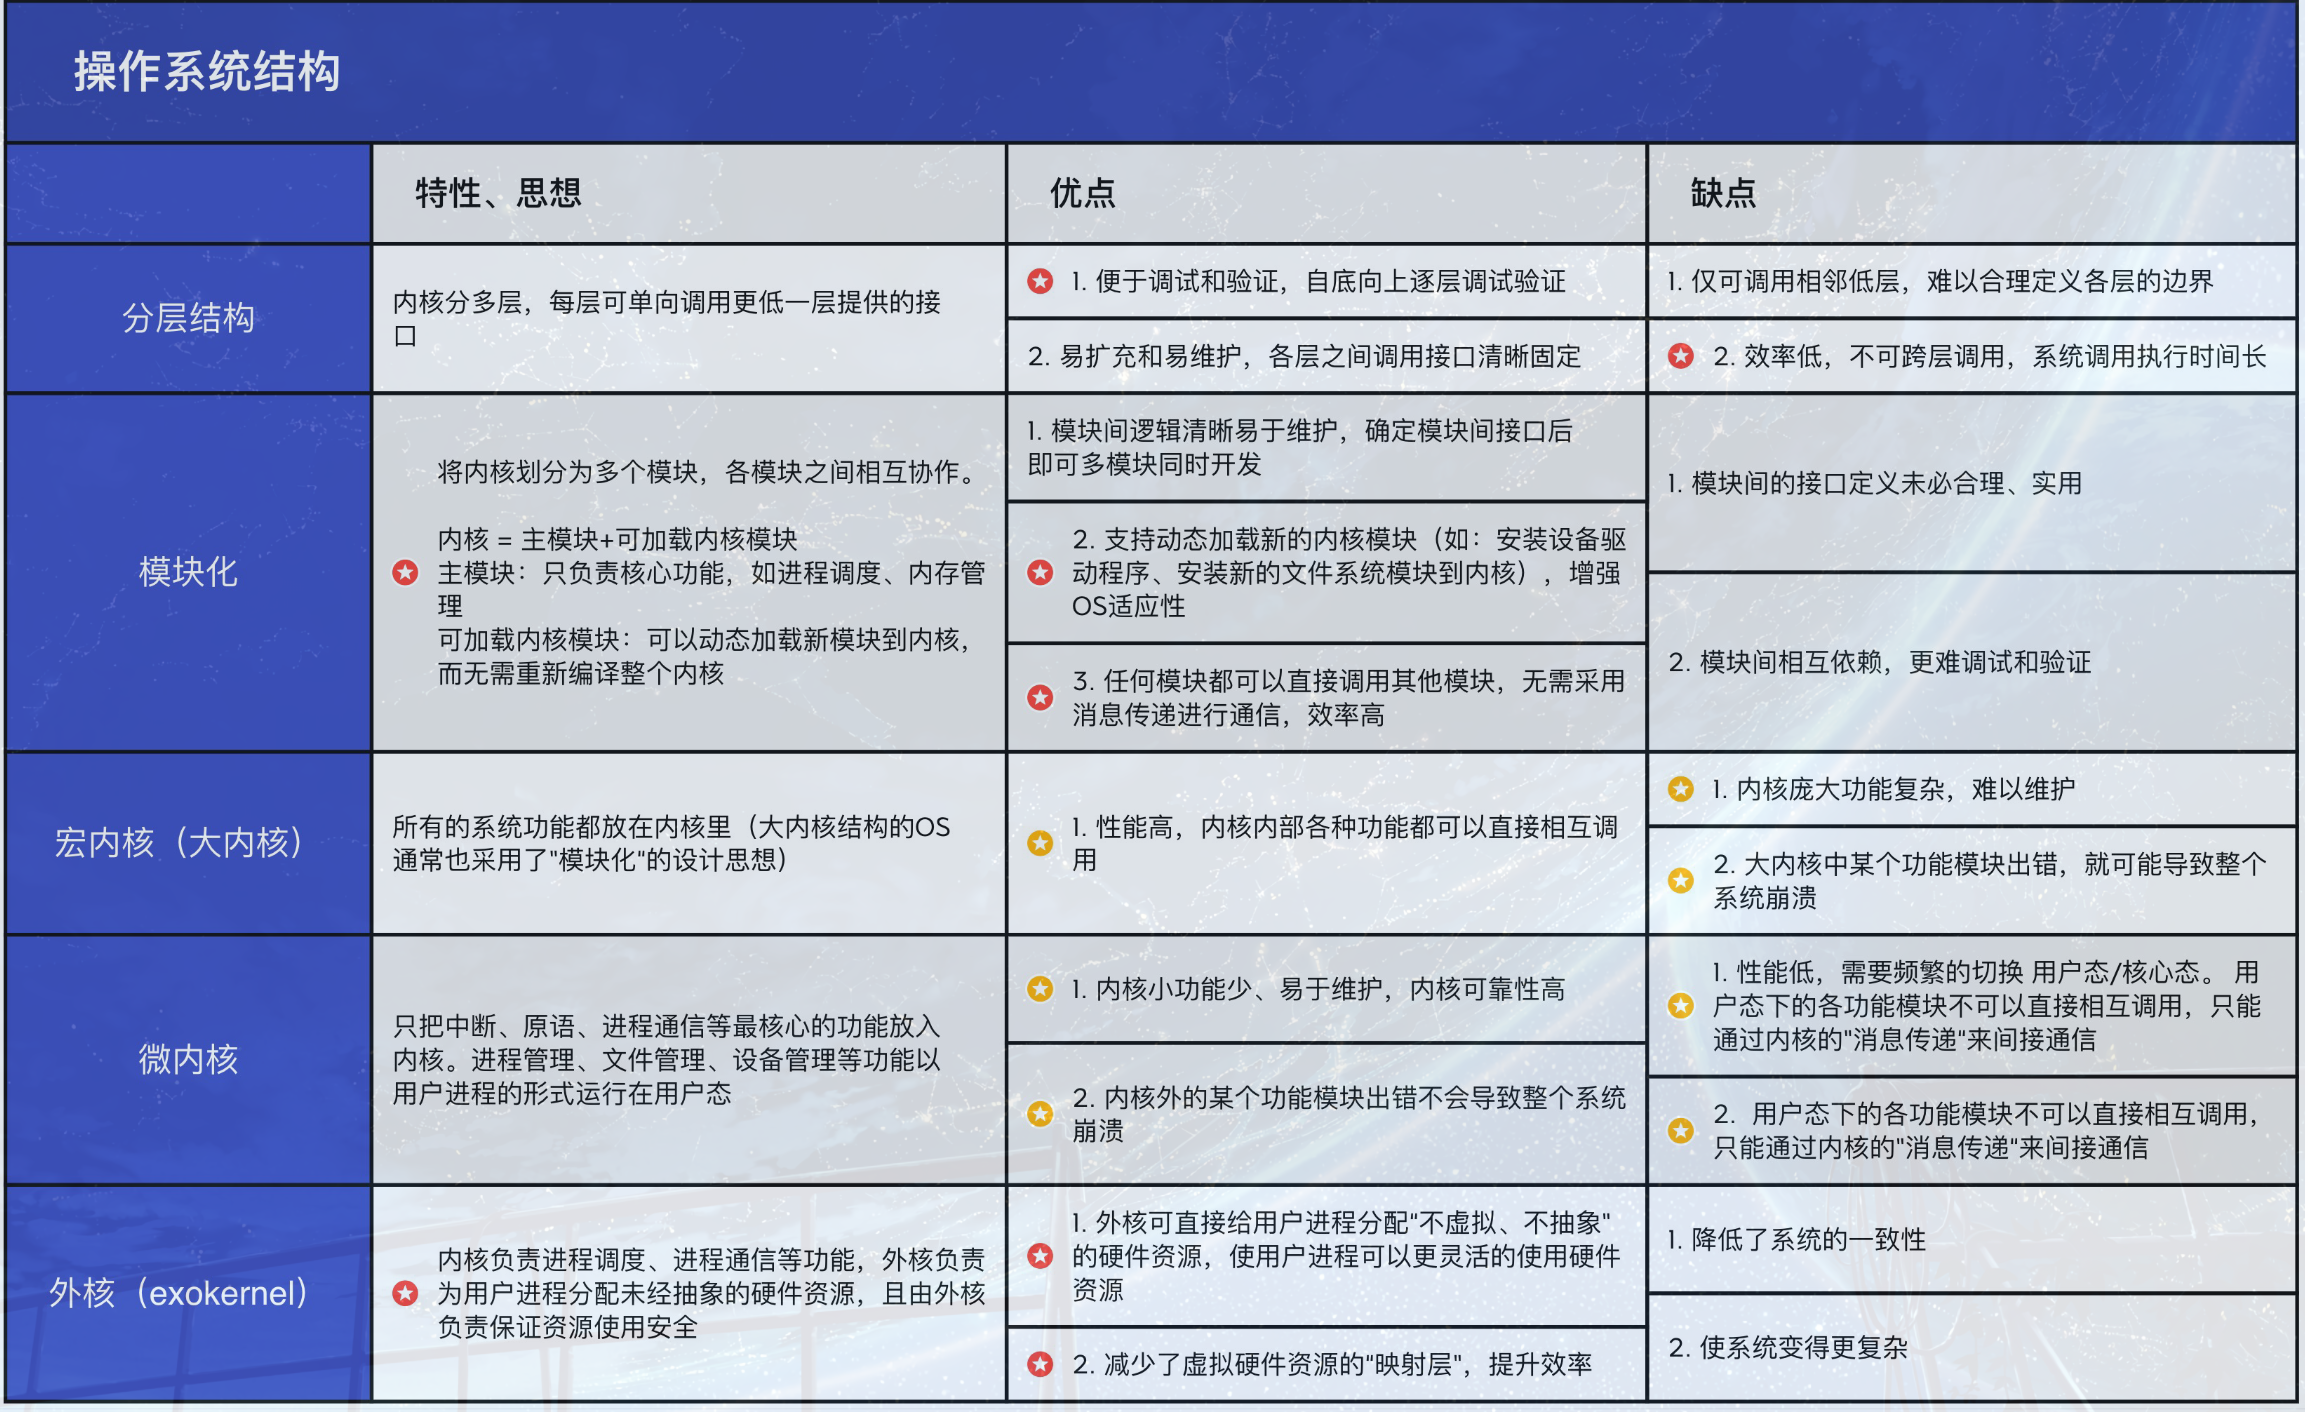 操作系统结构
特性、思想
优点
缺点
分层结构
内核分多层，每层可单向调用更低一层提供的接
口
1. 便于调试和验证，自底向上逐层调试验证
2. 易扩充和易维护，各层之间调用接口清晰固定
1. 仅可调用相邻低层，难以合理定义各层的边界
2. 效率低，不可跨层调用，系统调用执行时间长
模块化
将内核划分为多个模块，各模块之间相互协作。
内核 = 主模块+可加载内核模块
主模块：只负责核心功能，如进程调度、内存管
理
可加载内核模块：可以动态加载新模块到内核，
而无需重新编译整个内核
1. 模块间逻辑清晰易于维护，确定模块间接口后
即可多模块同时开发
2. 支持动态加载新的内核模块（如：安装设备驱
动程序、安装新的文件系统模块到内核），增强
OS适应性
3. 任何模块都可以直接调用其他模块，无需采用
消息传递进行通信，效率高
1. 模块间的接口定义未必合理、实用
2. 模块间相互依赖，更难调试和验证
宏内核（大内核）
所有的系统功能都放在内核里（大内核结构的OS
通常也采用了"模块化"的设计思想）
1. 性能高，内核内部各种功能都可以直接相互调
用
1. 内核庞大功能复杂，难以维护
2. 大内核中某个功能模块出错，就可能导致整个
系统崩溃
微内核
只把中断、原语、进程通信等最核心的功能放入
内核。进程管理、文件管理、设备管理等功能以
用户进程的形式运行在用户态
1. 内核小功能少、易于维护，内核可靠性高
2. 内核外的某个功能模块出错不会导致整个系统
崩溃
1. 性能低，需要频繁的切换 用户态/核心态。 用
户态下的各功能模块不可以直接相互调用，只能
通过内核的"消息传递"来间接通信
2.  用户态下的各功能模块不可以直接相互调用，
只能通过内核的"消息传递"来间接通信
外核（exokernel）
内核负责进程调度、进程通信等功能，外核负责
为用户进程分配未经抽象的硬件资源，且由外核
负责保证资源使用安全
1. 外核可直接给用户进程分配"不虚拟、不抽象"
的硬件资源，使用户进程可以更灵活的使用硬件
资源
2. 减少了虚拟硬件资源的"映射层"，提升效率
1. 降低了系统的一致性
2. 使系统变得更复杂